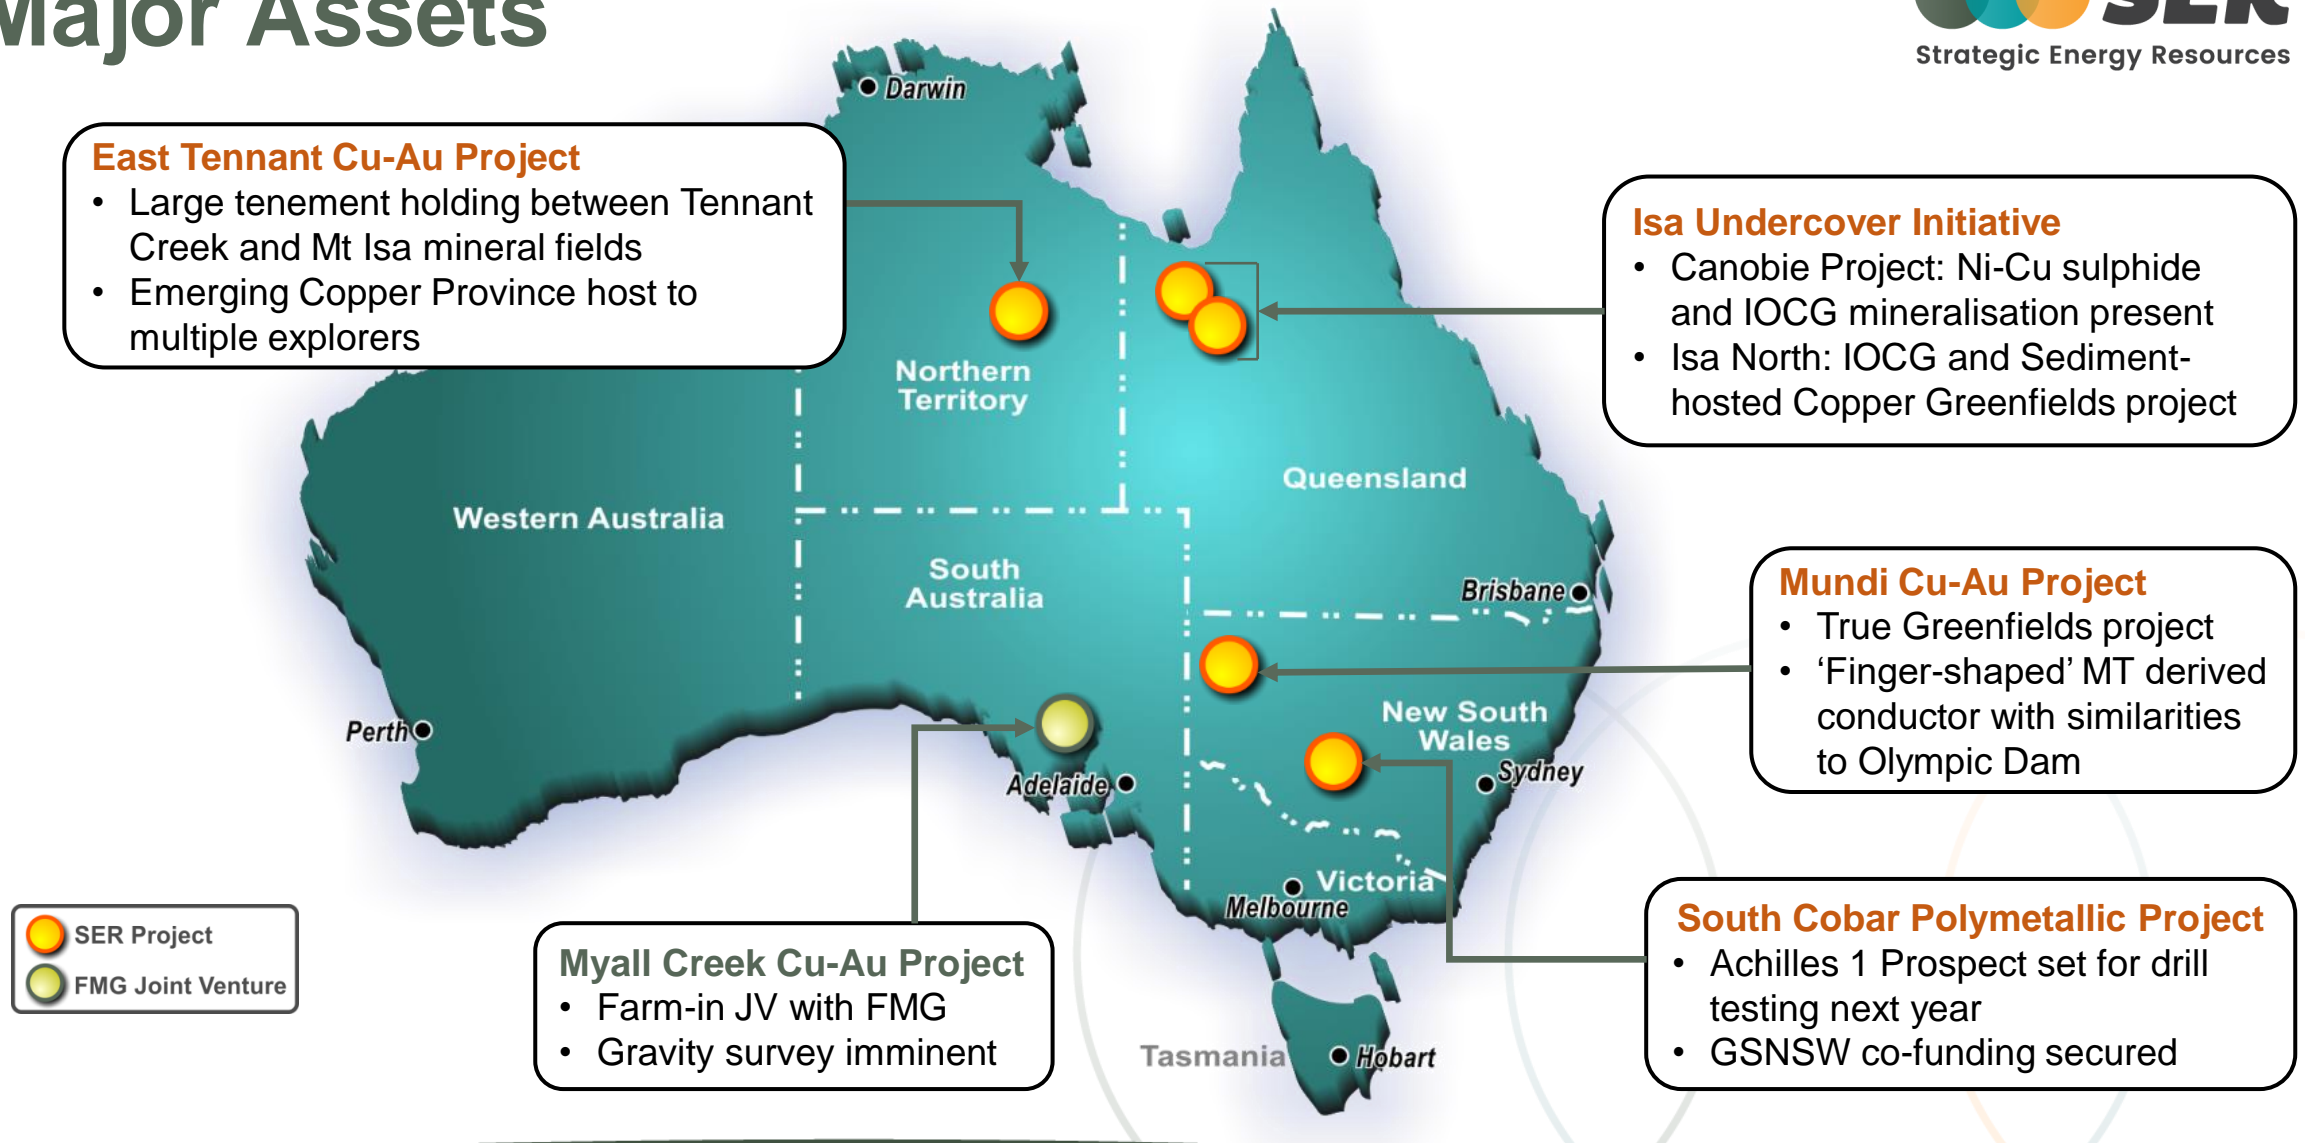 Major Assets
SER
Strategic Energy Resources
East Tennant Cu-Au Project
• Large tenement holding between Tennant
Creek and Mt Isa mineral fields
• Emerging Copper Province host to
multiple explorers
Isa Undercover Initiative
• Canobie Project: Ni-Cu sulphide
and IOCG mineralisation present
• Isa North: IOCG and Sediment-
hosted Copper Greenfields project
Mundi Cu-Au Project
• True Greenfields project
• ‘Finger-shaped’ MT derived
conductor with similarities
to Olympic Dam
South Cobar Polymetallic Project
• Achilles 1 Prospect set for drill
testing next year
• GSNSW co-funding secured
Myall Creek Cu-Au Project
• Farm-in JV with FMG
• Gravity survey imminent
SER Project
FMG Joint Venture
Darwin
Northern
Territory
Queensland
Western Australia
South
Australia
Brisbane
New South
Wales
Perth
Adelaide
Sydney
Victoria
Melbourne
Tasmania
Hobart